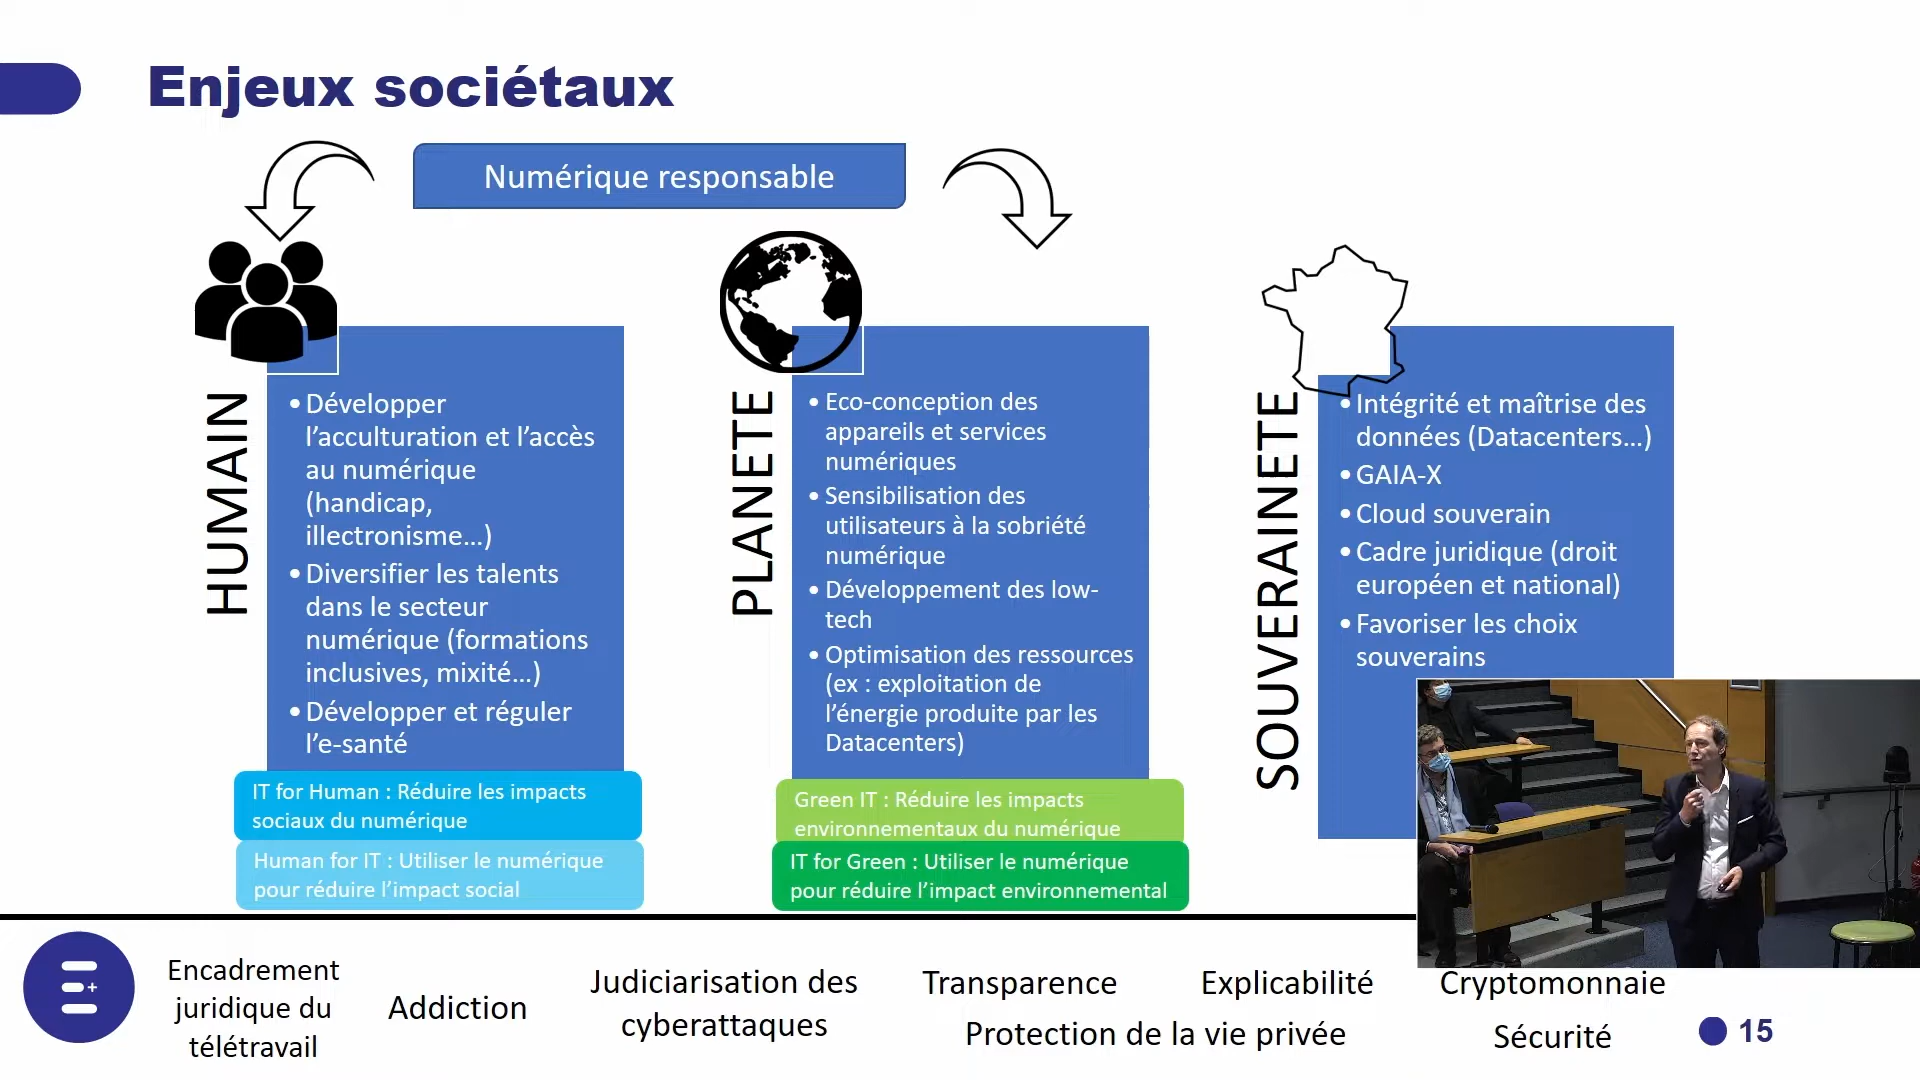 Enjeux sociétaux
Numérique responsable
HUMAIN
• Développer
l’acculturation et l’accès
au numérique
(handicap,
illectronisme…)
• Diversifier les talents
dans le secteur
numérique (formations
inclusives, mixité…)
• Développer et réguler
l’e-santé
IT for Human : Réduire les impacts
sociaux du numérique
Human for IT : Utiliser le numérique
pour réduire l’impact social
PLANETE
• Eco-conception des
appareils et services
numériques
• Sensibilisation des
utilisateurs à la sobriété
numérique
• Développement des low-
tech
• Optimisation des ressources
(ex : exploitation de
l’énergie produite par les
Datacenters)
Green IT : Réduire les impacts
environnementaux du numérique
IT for Green : Utiliser le numérique
pour réduire l’impact environnemental
SOUVERAINETE
• Intégrité et maîtrise des
données (Datacenters…)
• GAIA-X
• Cloud souverain
• Cadre juridique (droit
européen et national)
• Favoriser les choix
souverains
E+
Encadrement
juridique du
télétravail
Addiction
Judiciarisation des
cyberattaques
Transparence
Explicabilité
Protection de la vie privée
Cryptomonnaie
Sécurité
15